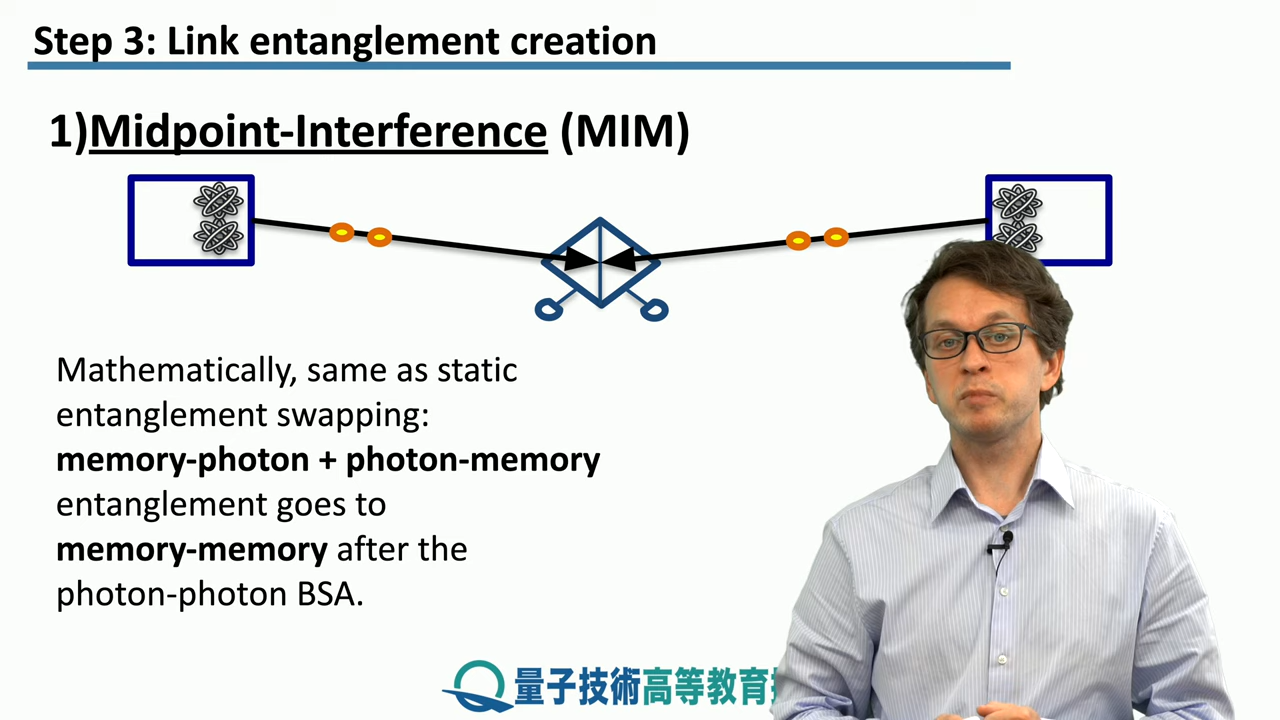 Step 3: Link entanglement creation
1)Midpoint-Interference (MIM)
Mathematically, same as static
entanglement swapping:
memory-photon + photon-memory
entanglement goes to
memory-memory after the
photon-photon BSA.
量子技術高等教育